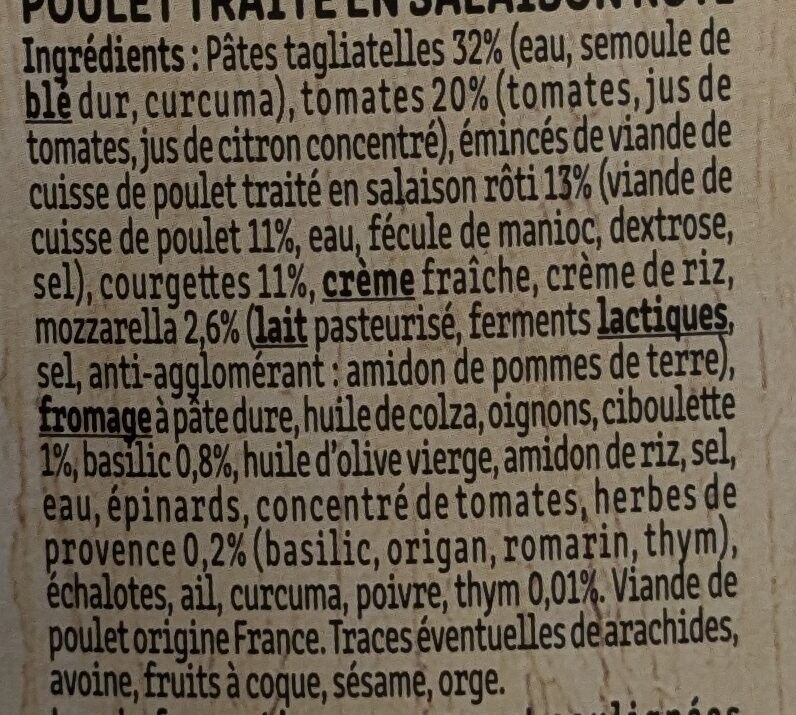 POULET TRAITÉ EN SALAISON RÔTI
Ingrédients : Pâtes tagliatelles 32% (eau, semoule de
blé dur, curcuma), tomates 20% (tomates, jus de
tomates, jus de citron concentré), émincés de viande de
cuisse de poulet traité en salaison rôti 13% (viande de
cuisse de poulet 11%, eau, fécule de manioc, dextrose,
sel), courgettes 11%, crème fraîche, crème de riz,
mozzarella 2,6% (lait pasteurisé, ferments lactiques,
sel, anti-agglomérant : amidon de pommes de terre),
fromage à pâte dure, huile de colza, oignons, ciboulette
1%, basilic 0,8%, huile d'olive vierge, amidon de riz, sel,
eau, épinards, concentré de tomates, herbes de
provence 0,2% (basilic, origan, romarin, thym),
échalotes, ail, curcuma, poivre, thym 0,01%. Viande de
poulet origine France. Traces éventuelles de arachides,
avoine, fruits à coque, sésame, orge.